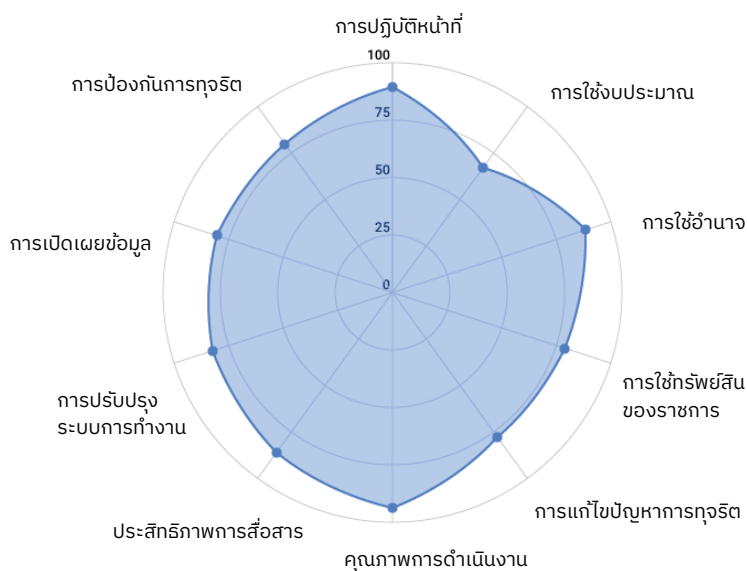 การปฏิบัติหน้าที่
100
การป้องกันการทุจริต
การใช้งบประมาณ
75
50
การใช้อำนาจ
การเปิดเผยข้อมูล
25
0
การใช้ทรัพย์สิน
ของราชการ
การปรับปรุง
ระบบการทำงาน
การแก้ไขปัญหาการทุจริต
ประสิทธิภาพการสื่อสาร
คุณภาพการดำเนินงาน